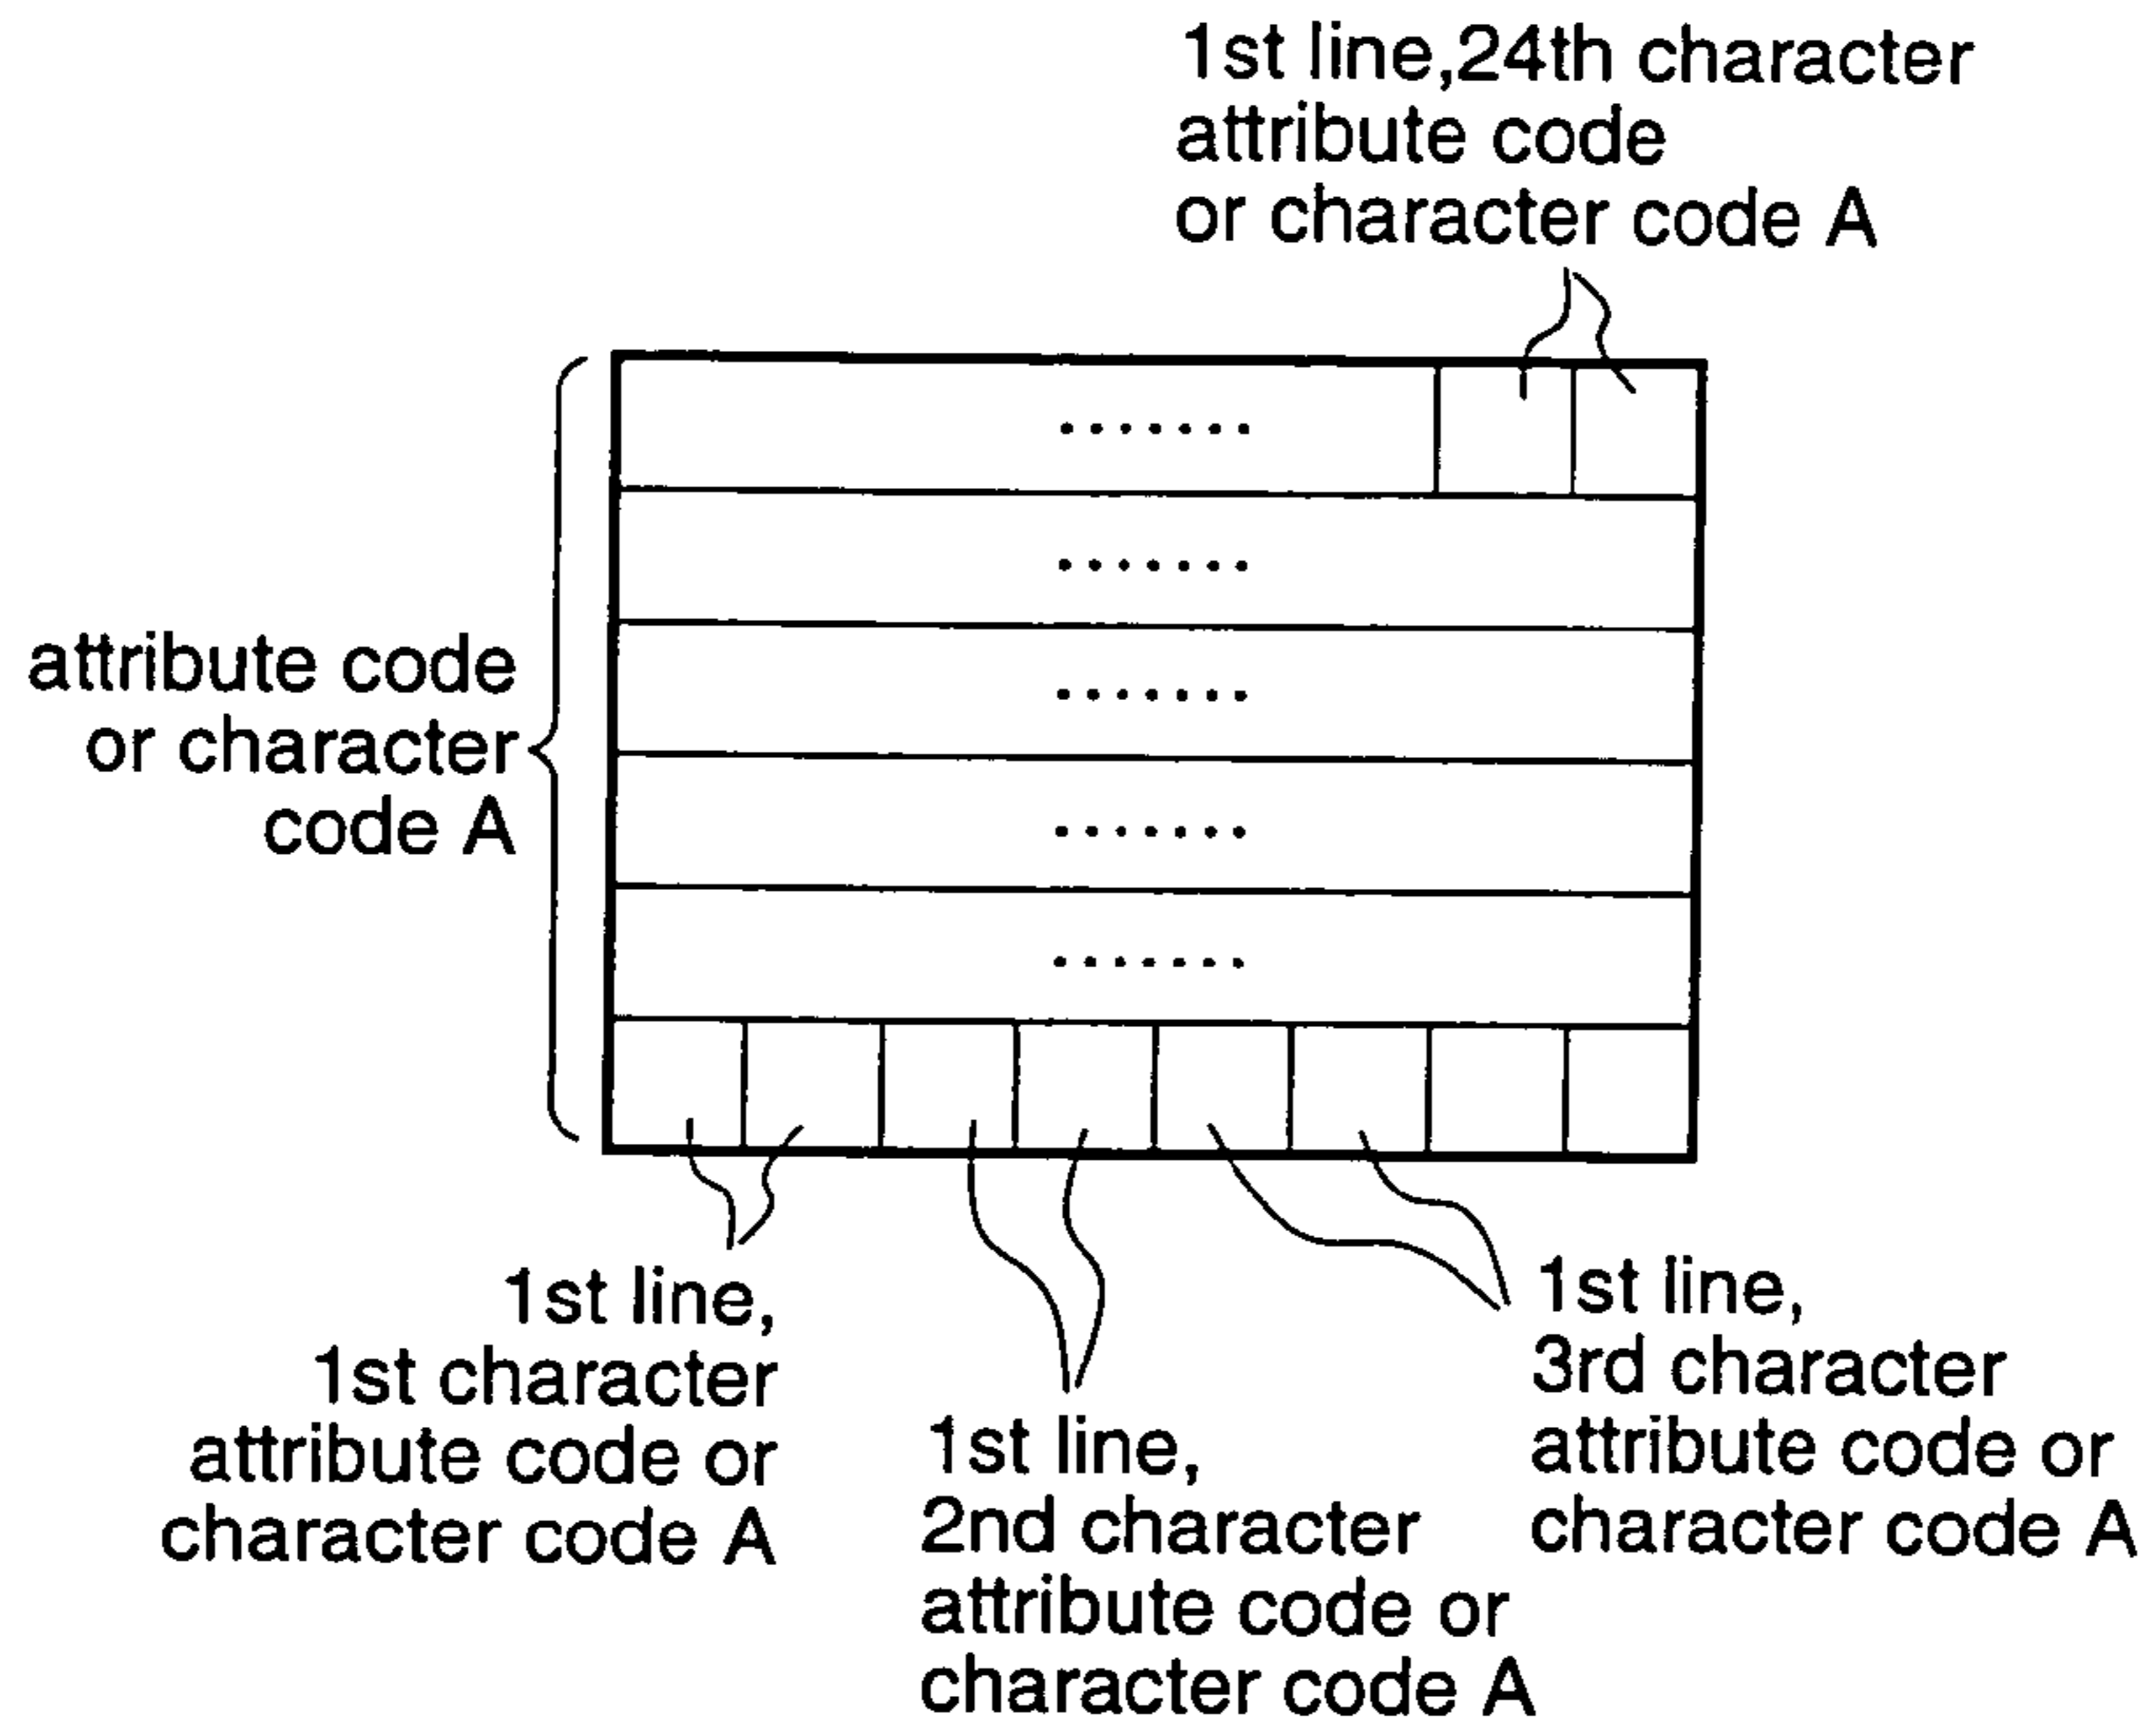 1st line,24th character
attribute code
or character code A
attribute code
or character
code A
1st line,
1st character
attribute code or
character code A
1st line,
2nd character
attribute code or
character code A
1st line,
3rd character
attribute code or
character code A